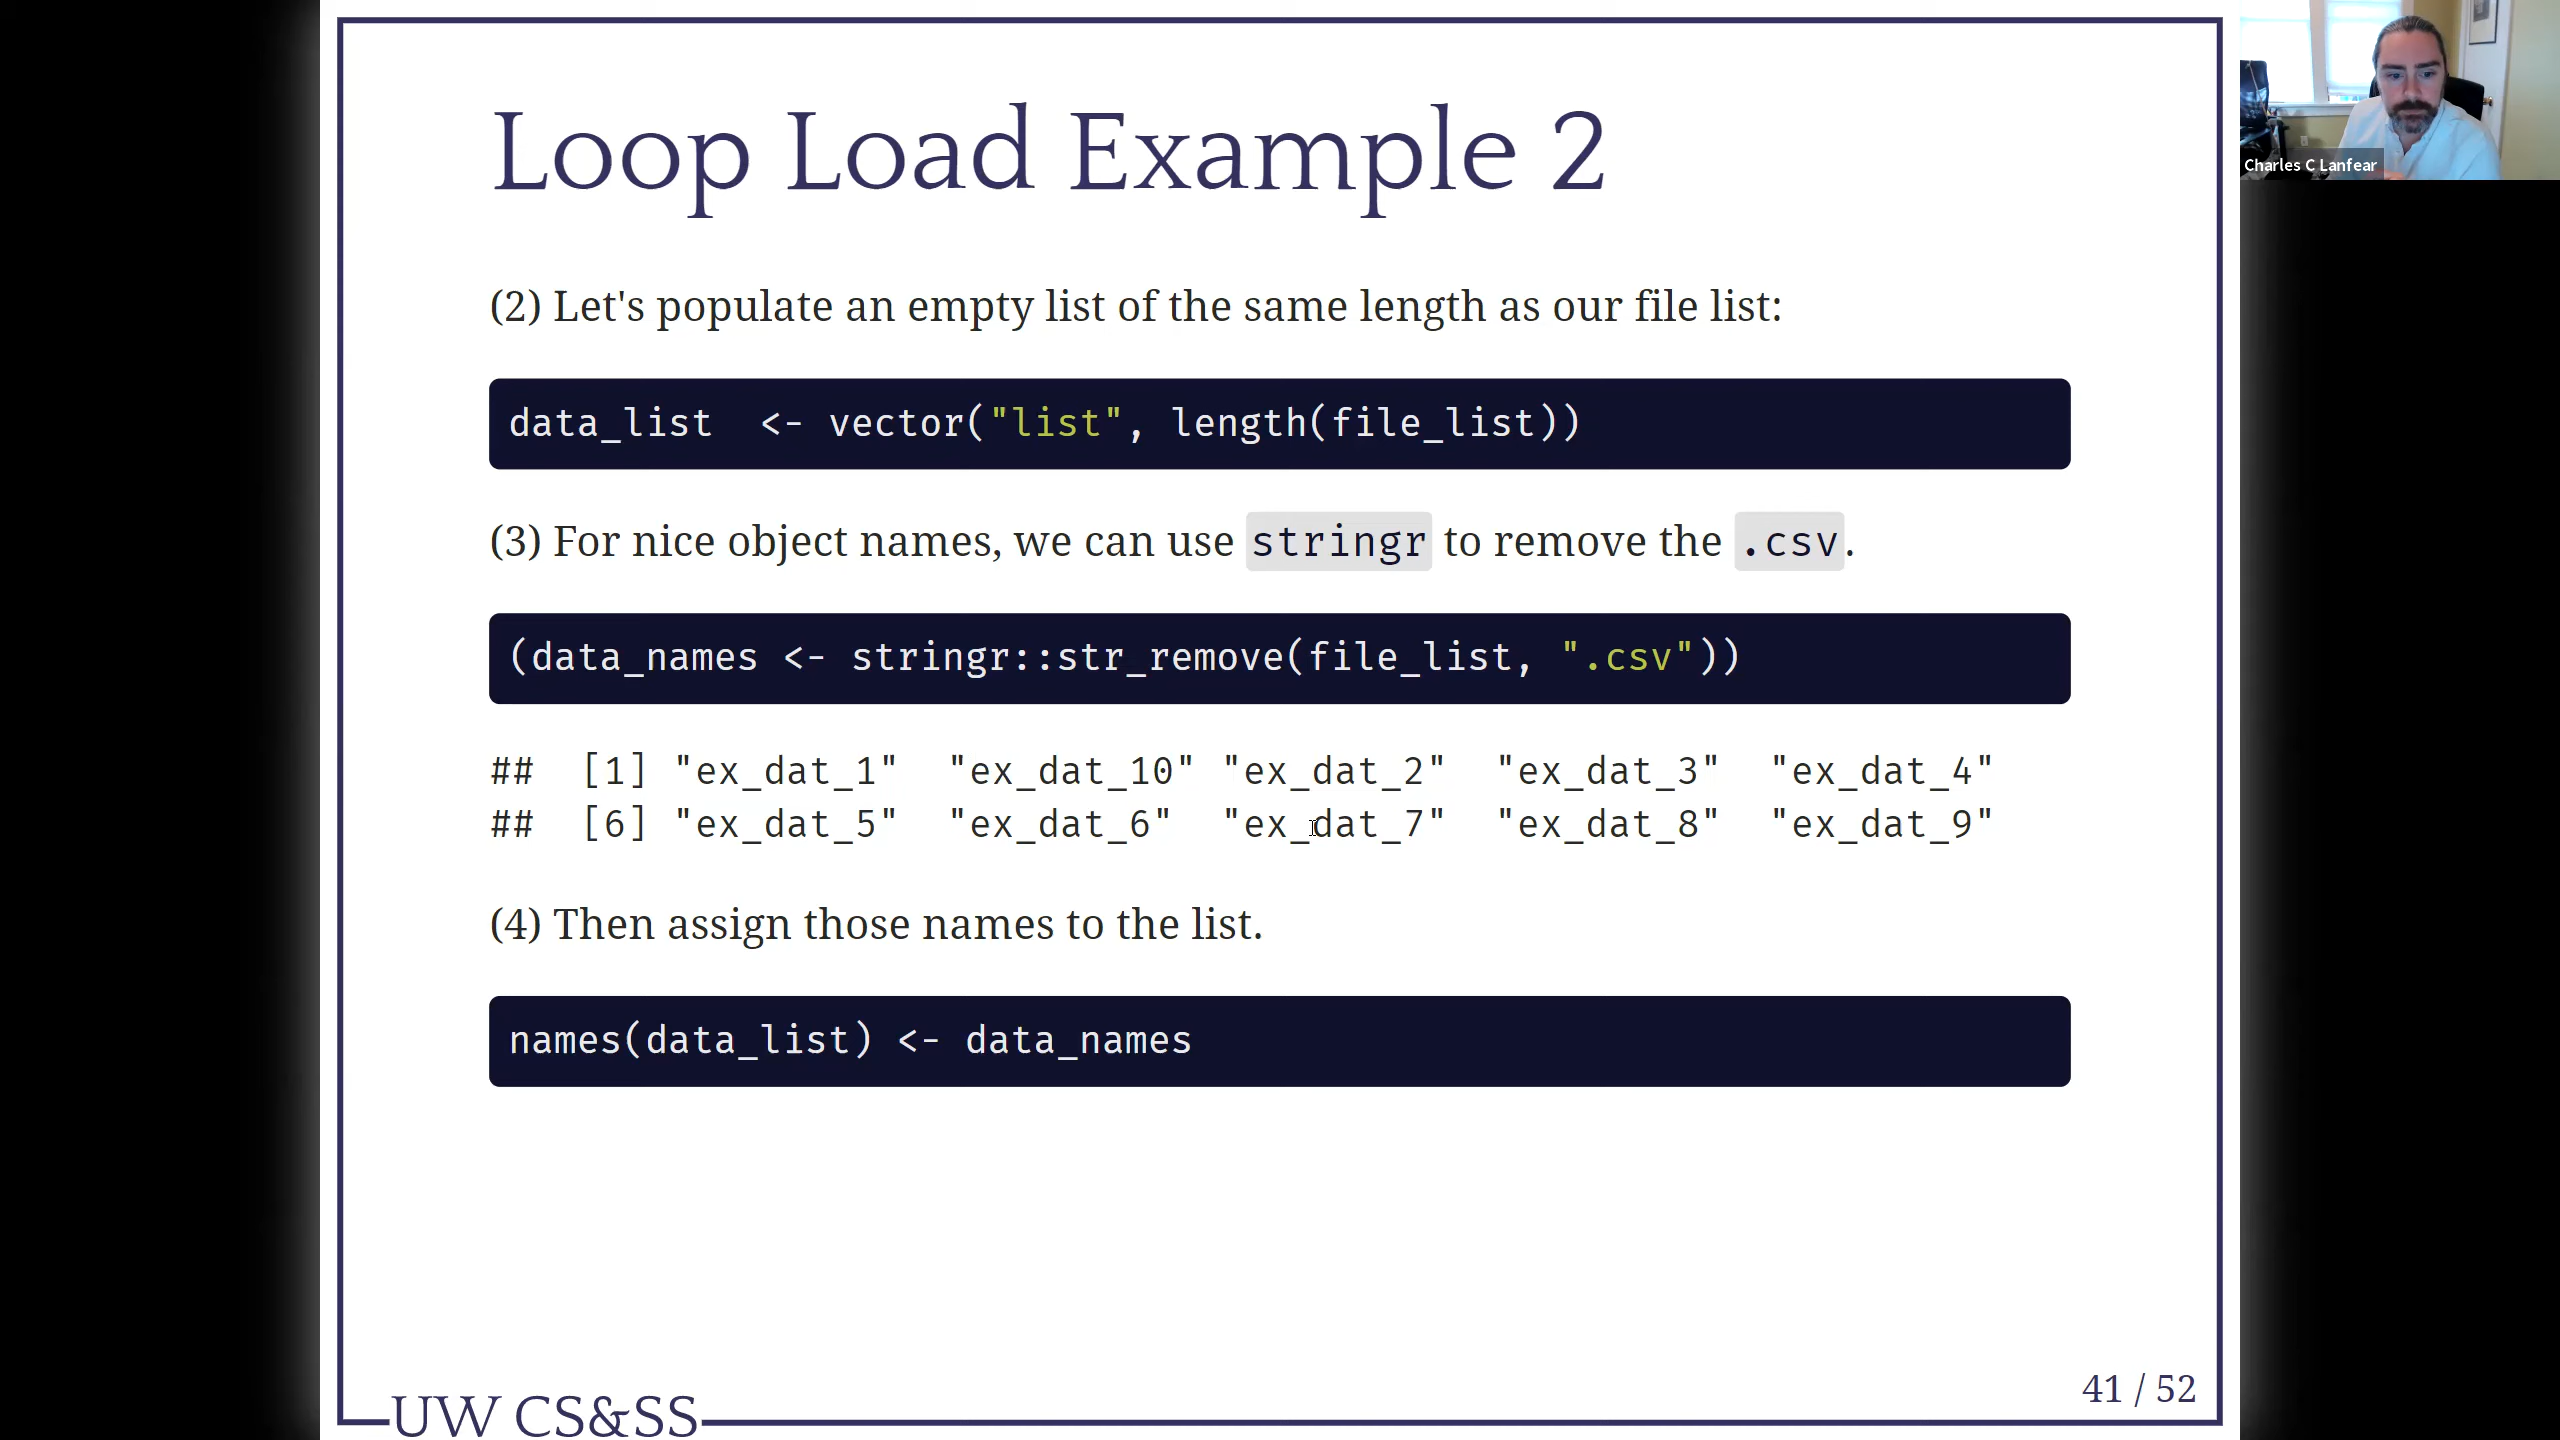 Loop Load Example 2
Charles C Lanfear
(2) Let's populate an empty list of the same length as our file list:
data_list  <- vector("list", length(file_list))
(3) For nice object names, we can use stringr to remove the .csv.
(data_names <- stringr::str_remove(file_list, ".csv"))
##  [1] "ex_dat_1"  "ex_dat_10" "ex_dat_2"  "ex_dat_3"  "ex_dat_4"
##  [6] "ex_dat_5"  "ex_dat_6"  "ex_dat_7"  "ex_dat_8"  "ex_dat_9"
(4) Then assign those names to the list.
names(data_list) <- data_names
41 / 52
UW CS&SS